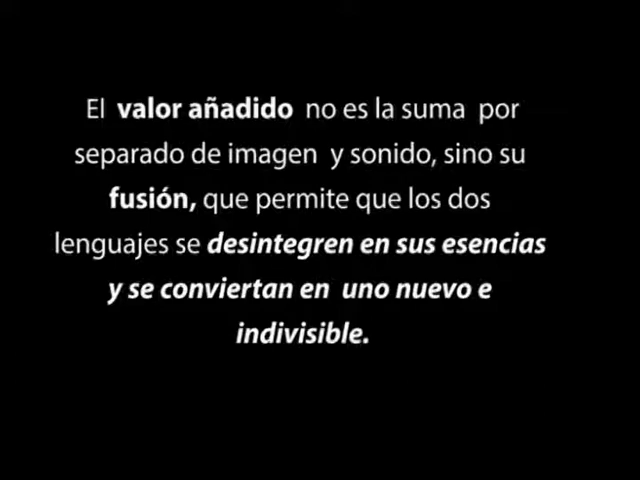 El valor añadido no es la suma por
separado de imagen y sonido, sino su
fusión, que permite que los dos
lenguajes se desintegren en sus esencias
y se conviertan en uno nuevo e
indivisible.